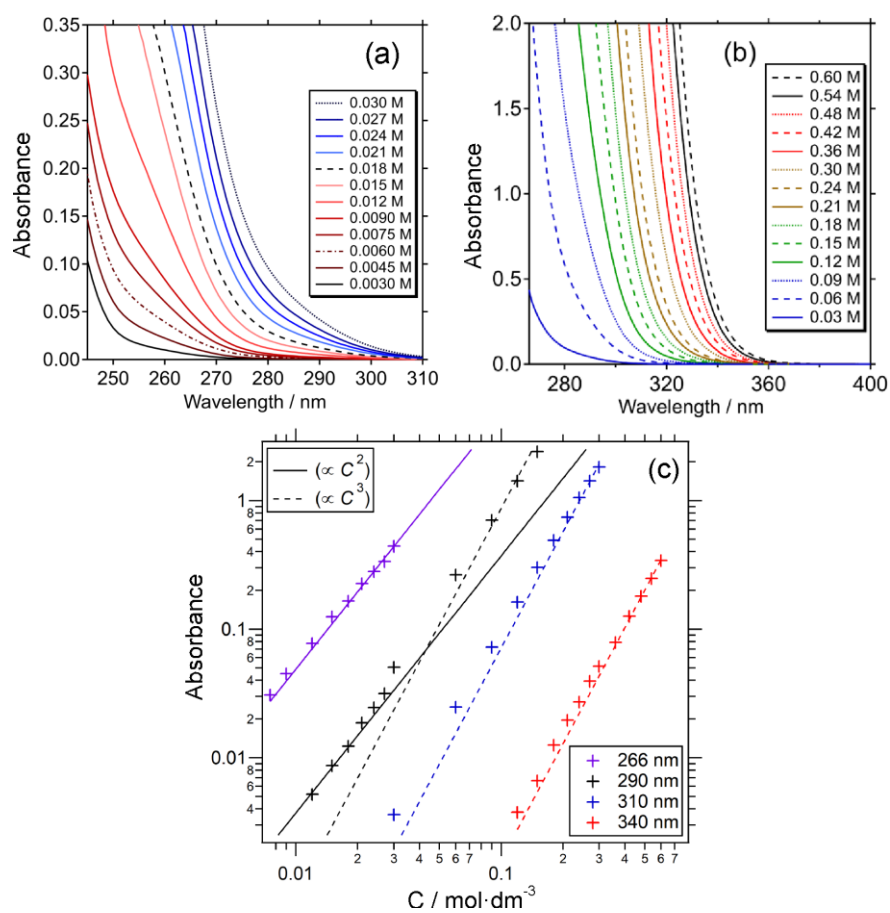 (a)
Absorbance
0.35
0.30
0.25
0.20
0.15
0.10
0.05
0.00
0.030 M
0.027 M
0.024 M
0.021 M
0.018 M
0.015 M
0.012 M
0.0090 M
0.0075 M
0.0060 M
0.0045 M
0.0030 M
250 260 270 280 290 300 310
Wavelength / nm
(b)
Absorbance
2.0
1.5
1.0
0.5
0.0
0.60 M
0.54 M
0.48 M
0.42 M
0.36 M
0.30 M
0.24 M
0.21 M
0.18 M
0.15 M
0.12 M
0.09 M
0.06 M
0.03 M
280 320 360 400
Wavelength / nm
(c)
(∝ C²)
(∝ C³)
Absorbance
2
1
8
6
5
4
3
2
0.1
8
6
5
4
3
2
0.01
8
6
5
4
266 nm
290 nm
310 nm
340 nm
0.01 2 3 4 5 6 7 0.1 2 3 4 5 6 7
C / mol·dm⁻³